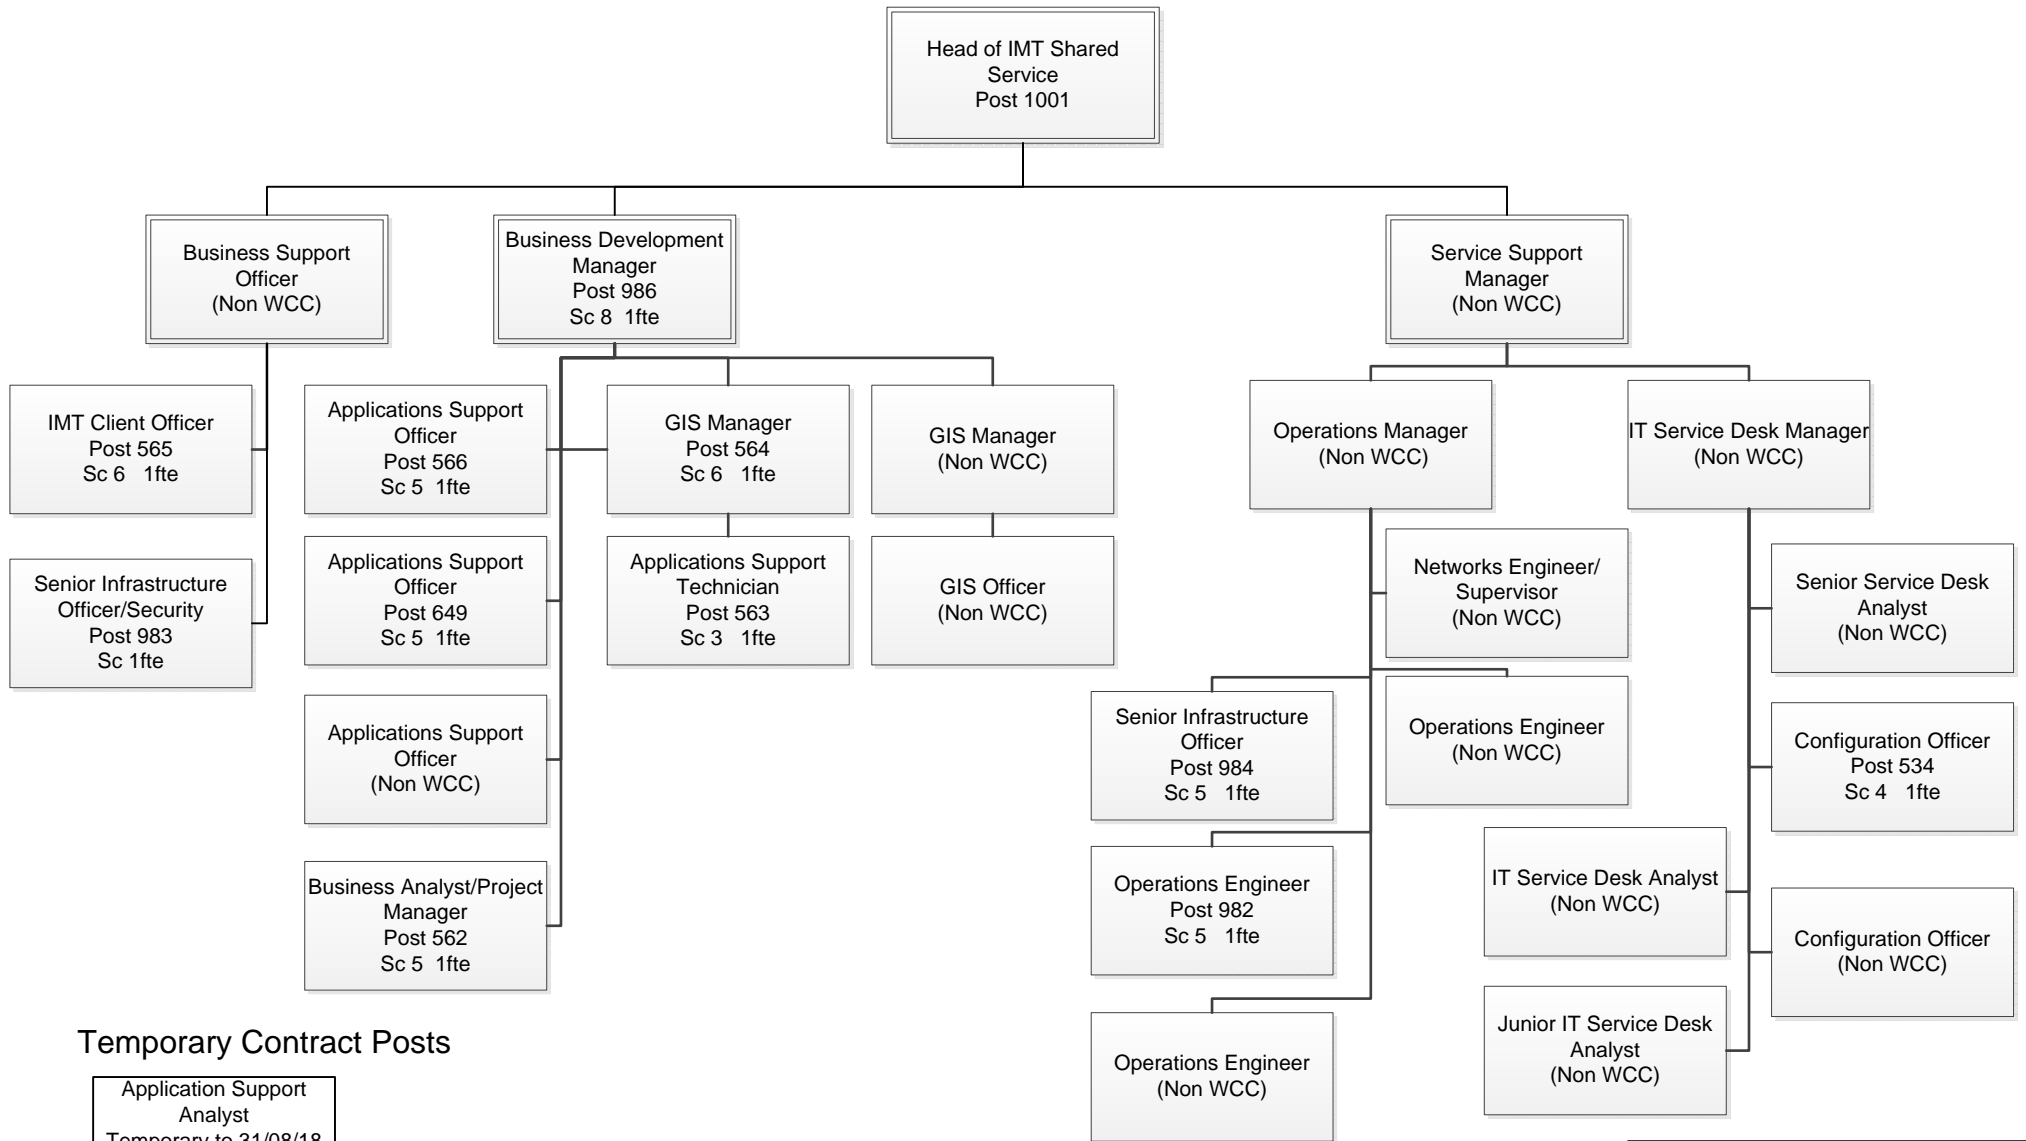 Head of IMT Shared
Service
Post 1001
Business Support
Officer
(Non WCC)
Business Development
Manager
Post 986
Sc 8  1fte
Service Support
Manager
(Non WCC)
IMT Client Officer
Post 565
Sc 6   1fte
Applications Support
Officer
Post 566
Sc 5  1fte
GIS Manager
Post 564
Sc 6   1fte
GIS Manager
(Non WCC)
Operations Manager
(Non WCC)
IT Service Desk Manager
(Non WCC)
Senior Infrastructure
Officer/Security
Post 983
Sc 1fte
Applications Support
Officer
Post 649
Sc 5  1fte
Applications Support
Technician
Post 563
Sc 3   1fte
GIS Officer
(Non WCC)
Networks Engineer/
Supervisor
(Non WCC)
Senior Service Desk
Analyst
(Non WCC)
Applications Support
Officer
(Non WCC)
Senior Infrastructure
Officer
Post 984
Sc 5   1fte
Operations Engineer
(Non WCC)
Configuration Officer
Post 534
Sc 4   1fte
Business Analyst/Project
Manager
Post 562
Sc 5  1fte
Operations Engineer
Post 982
Sc 5   1fte
IT Service Desk Analyst
(Non WCC)
Configuration Officer
(Non WCC)
Operations Engineer
(Non WCC)
Junior IT Service Desk
Analyst
(Non WCC)
Temporary Contract Posts
Application Support
Analyst
Temporary to 31/08/18